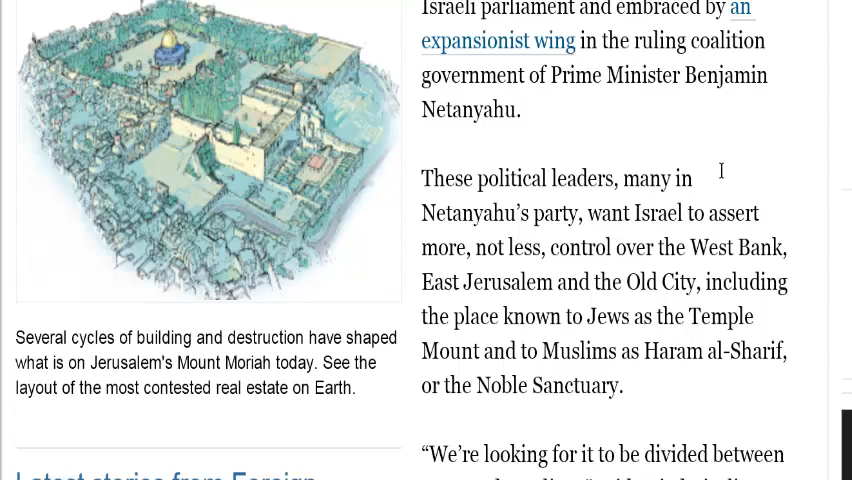 Israeli parliament and embraced by an
expansionist wing in the ruling coalition
government of Prime Minister Benjamin
Netanyahu.
These political leaders, many in
Netanyahu’s party, want Israel to assert
more, not less, control over the West Bank,
East Jerusalem and the Old City, including
the place known to Jews as the Temple
Mount and to Muslims as Haram al-Sharif,
or the Noble Sanctuary.
“We’re looking for it to be divided between
Several cycles of building and destruction have shaped
what is on Jerusalem's Mount Moriah today. See the
layout of the most contested real estate on Earth.
Latest stories from Foreign